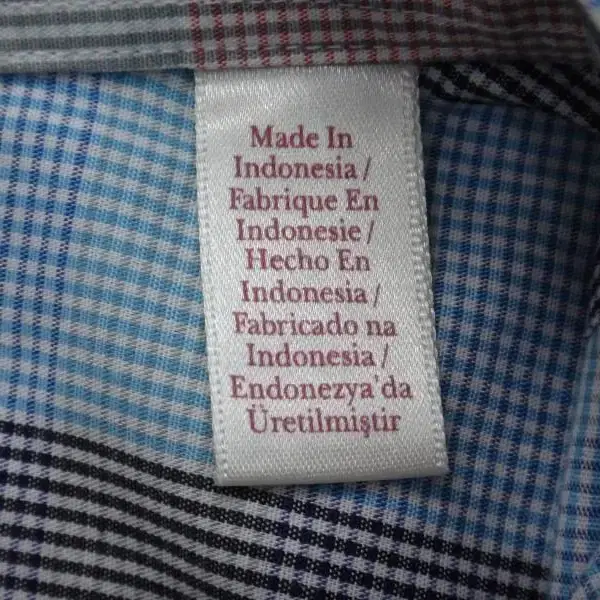 Made In
Indonesia /
Fabrique En
Indonesie /
Hecho En
Indonesia /
Fabricado na
Indonesia /
Endonezya'da
Üretilmiştir